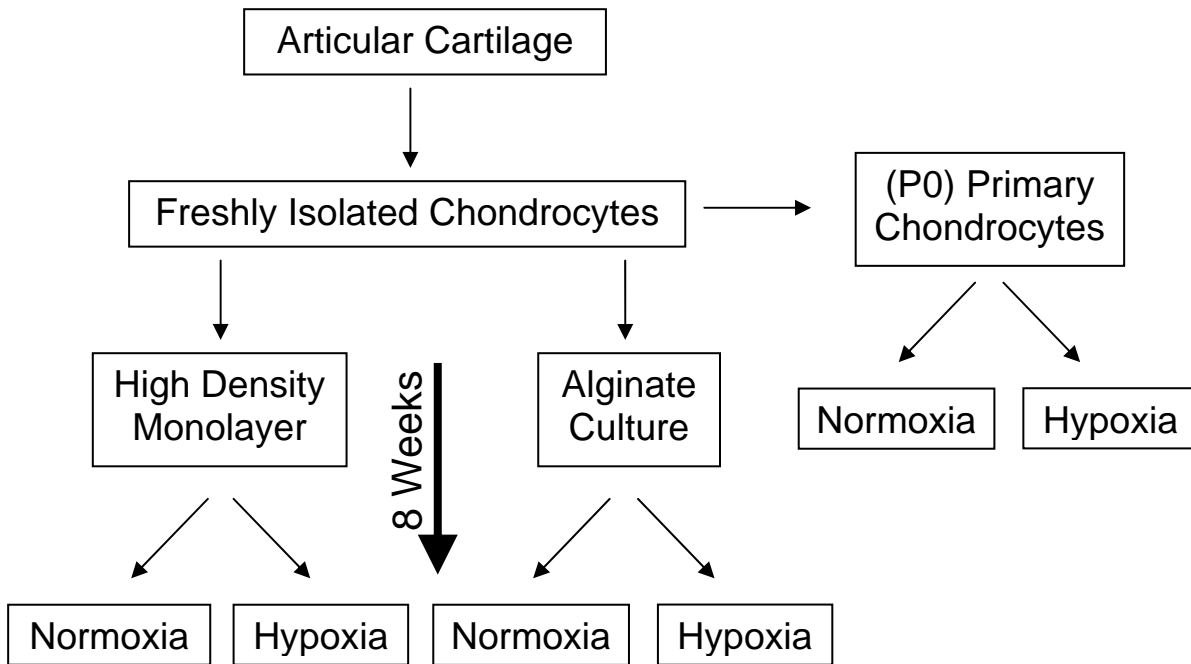 Articular Cartilage
Freshly Isolated Chondrocytes
(P0) Primary
Chondrocytes
High Density
Monolayer
8 Weeks
Alginate
Culture
Normoxia
Hypoxia
Normoxia
Hypoxia
Normoxia
Hypoxia